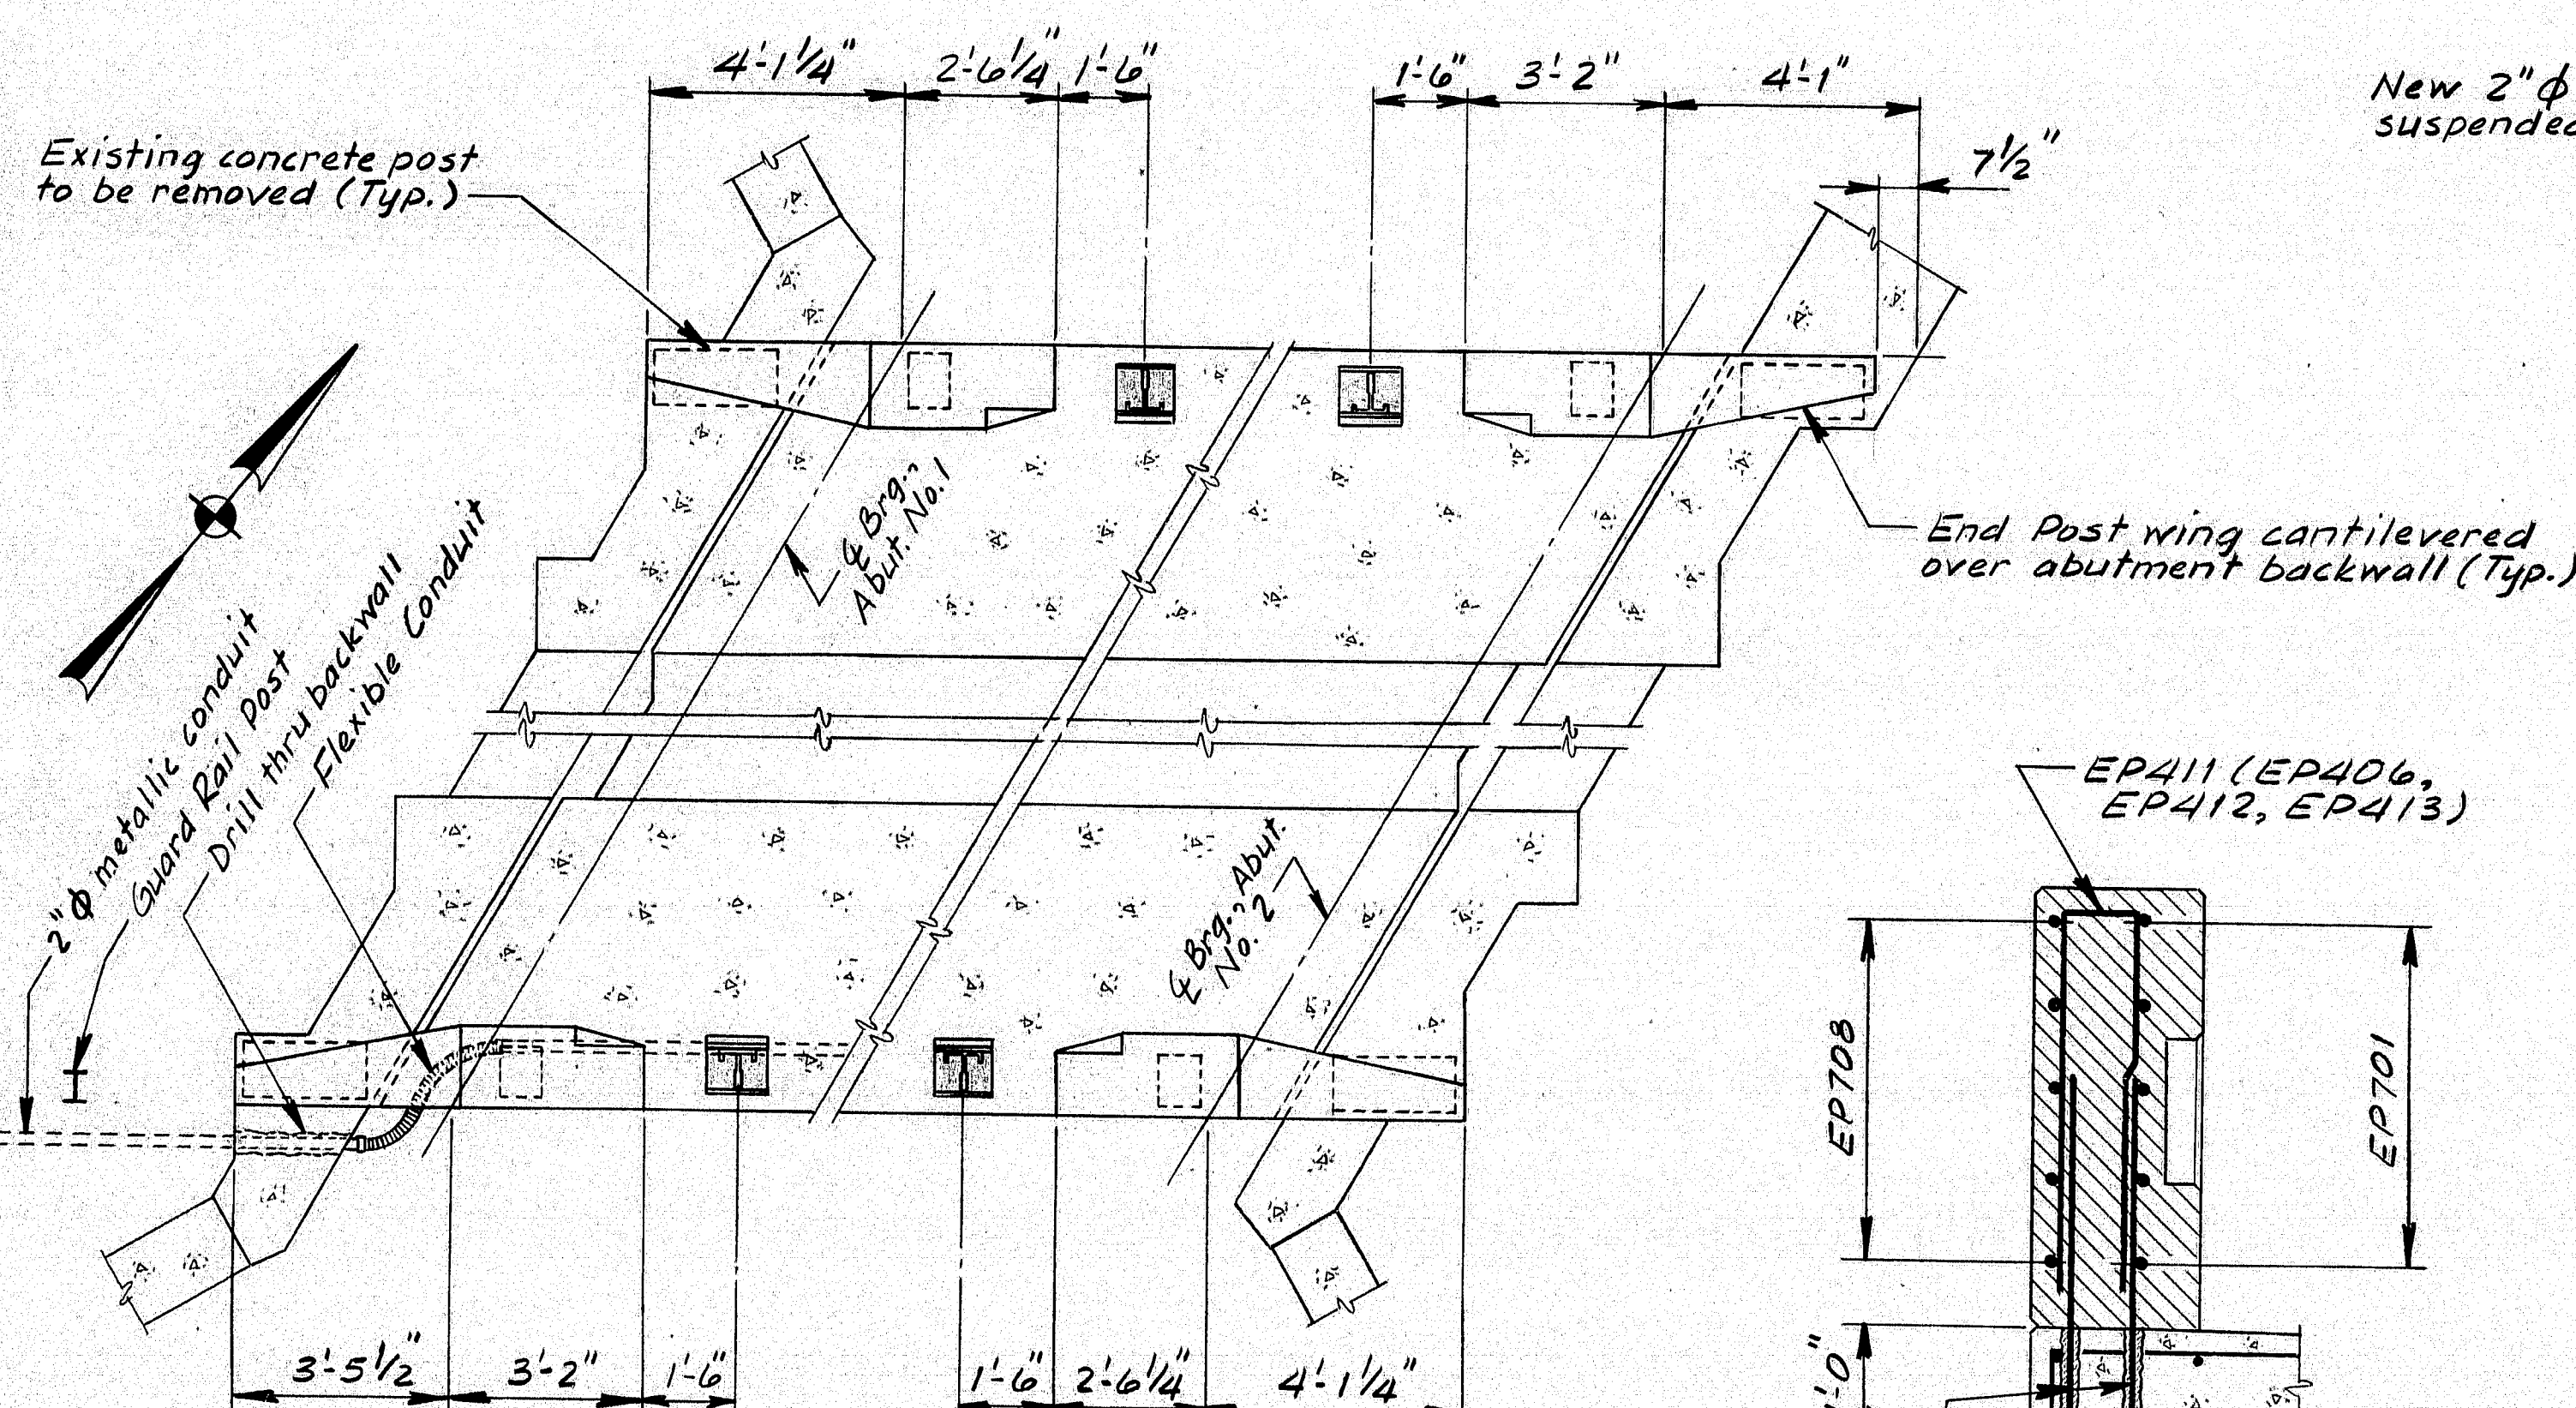 4'-1 1/4" 2'-6 1/4" 1'-6" 1'-6" 3'-2" 4'-1"
7 1/2"
New 2" φ
suspended
Existing concrete post
to be removed (Typ.)
℄ Brg.,
Abut. No. 1
End Post wing cantilevered
over abutment backwall (Typ.)
2" φ metallic conduit
Guard Rail Post
Drill thru backwall
Flexible Conduit
℄ Brg., Abut.
No. 2
EP411 (EP406,
EP412, EP413)
EP708
EP701
3'-5 1/2" 3'-2" 1'-6" 1'-6" 2'-6 1/4" 4'-1 1/4"
'-0"